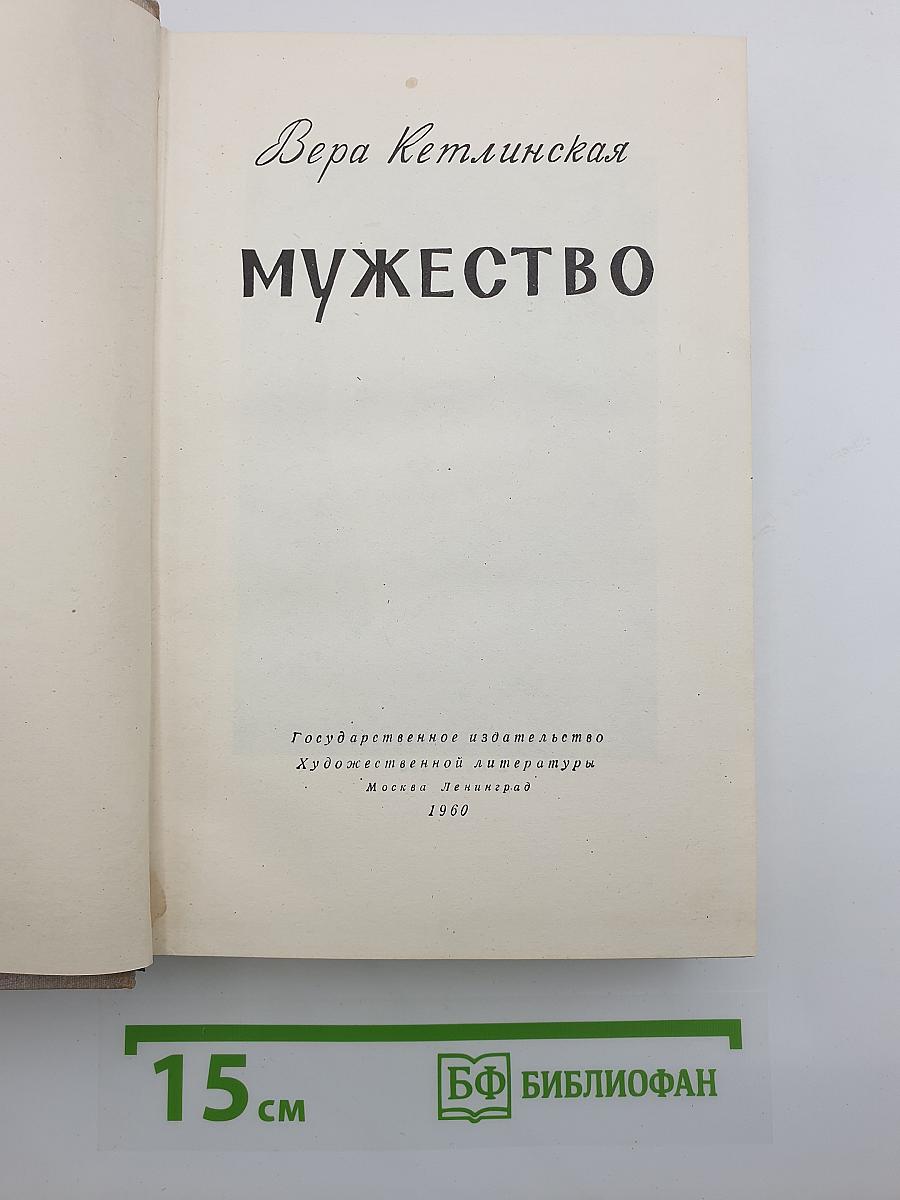 Вера Кетлинская
МУЖЕСТВО
Государственное издательство
Художественной литературы
Москва Ленинград
1960
15 см
БФ БИБЛИОФАН